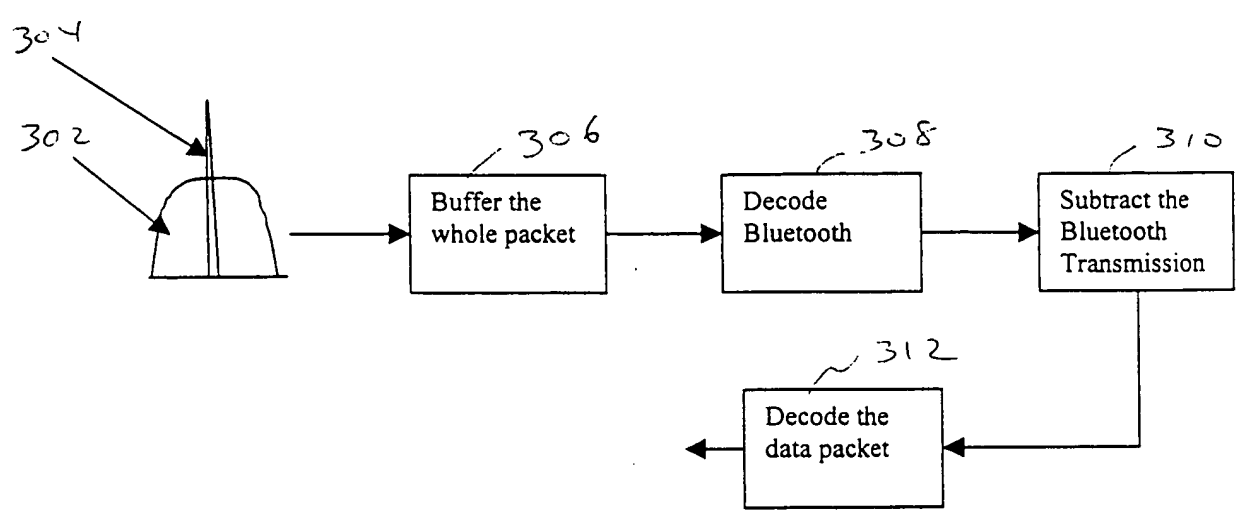 304
302
306
308
310
Buffer the
whole packet
Decode
Bluetooth
Subtract the
Bluetooth
Transmission
312
Decode the
data packet